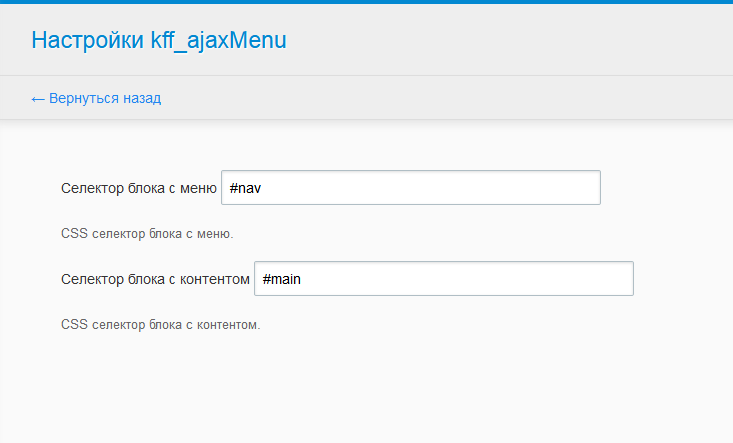 Настройки kff_ajaxMenu
← Вернуться назад
Селектор блока с меню #nav
CSS селектор блока с меню.
Селектор блока с контентом #main
CSS селектор блока с контентом.